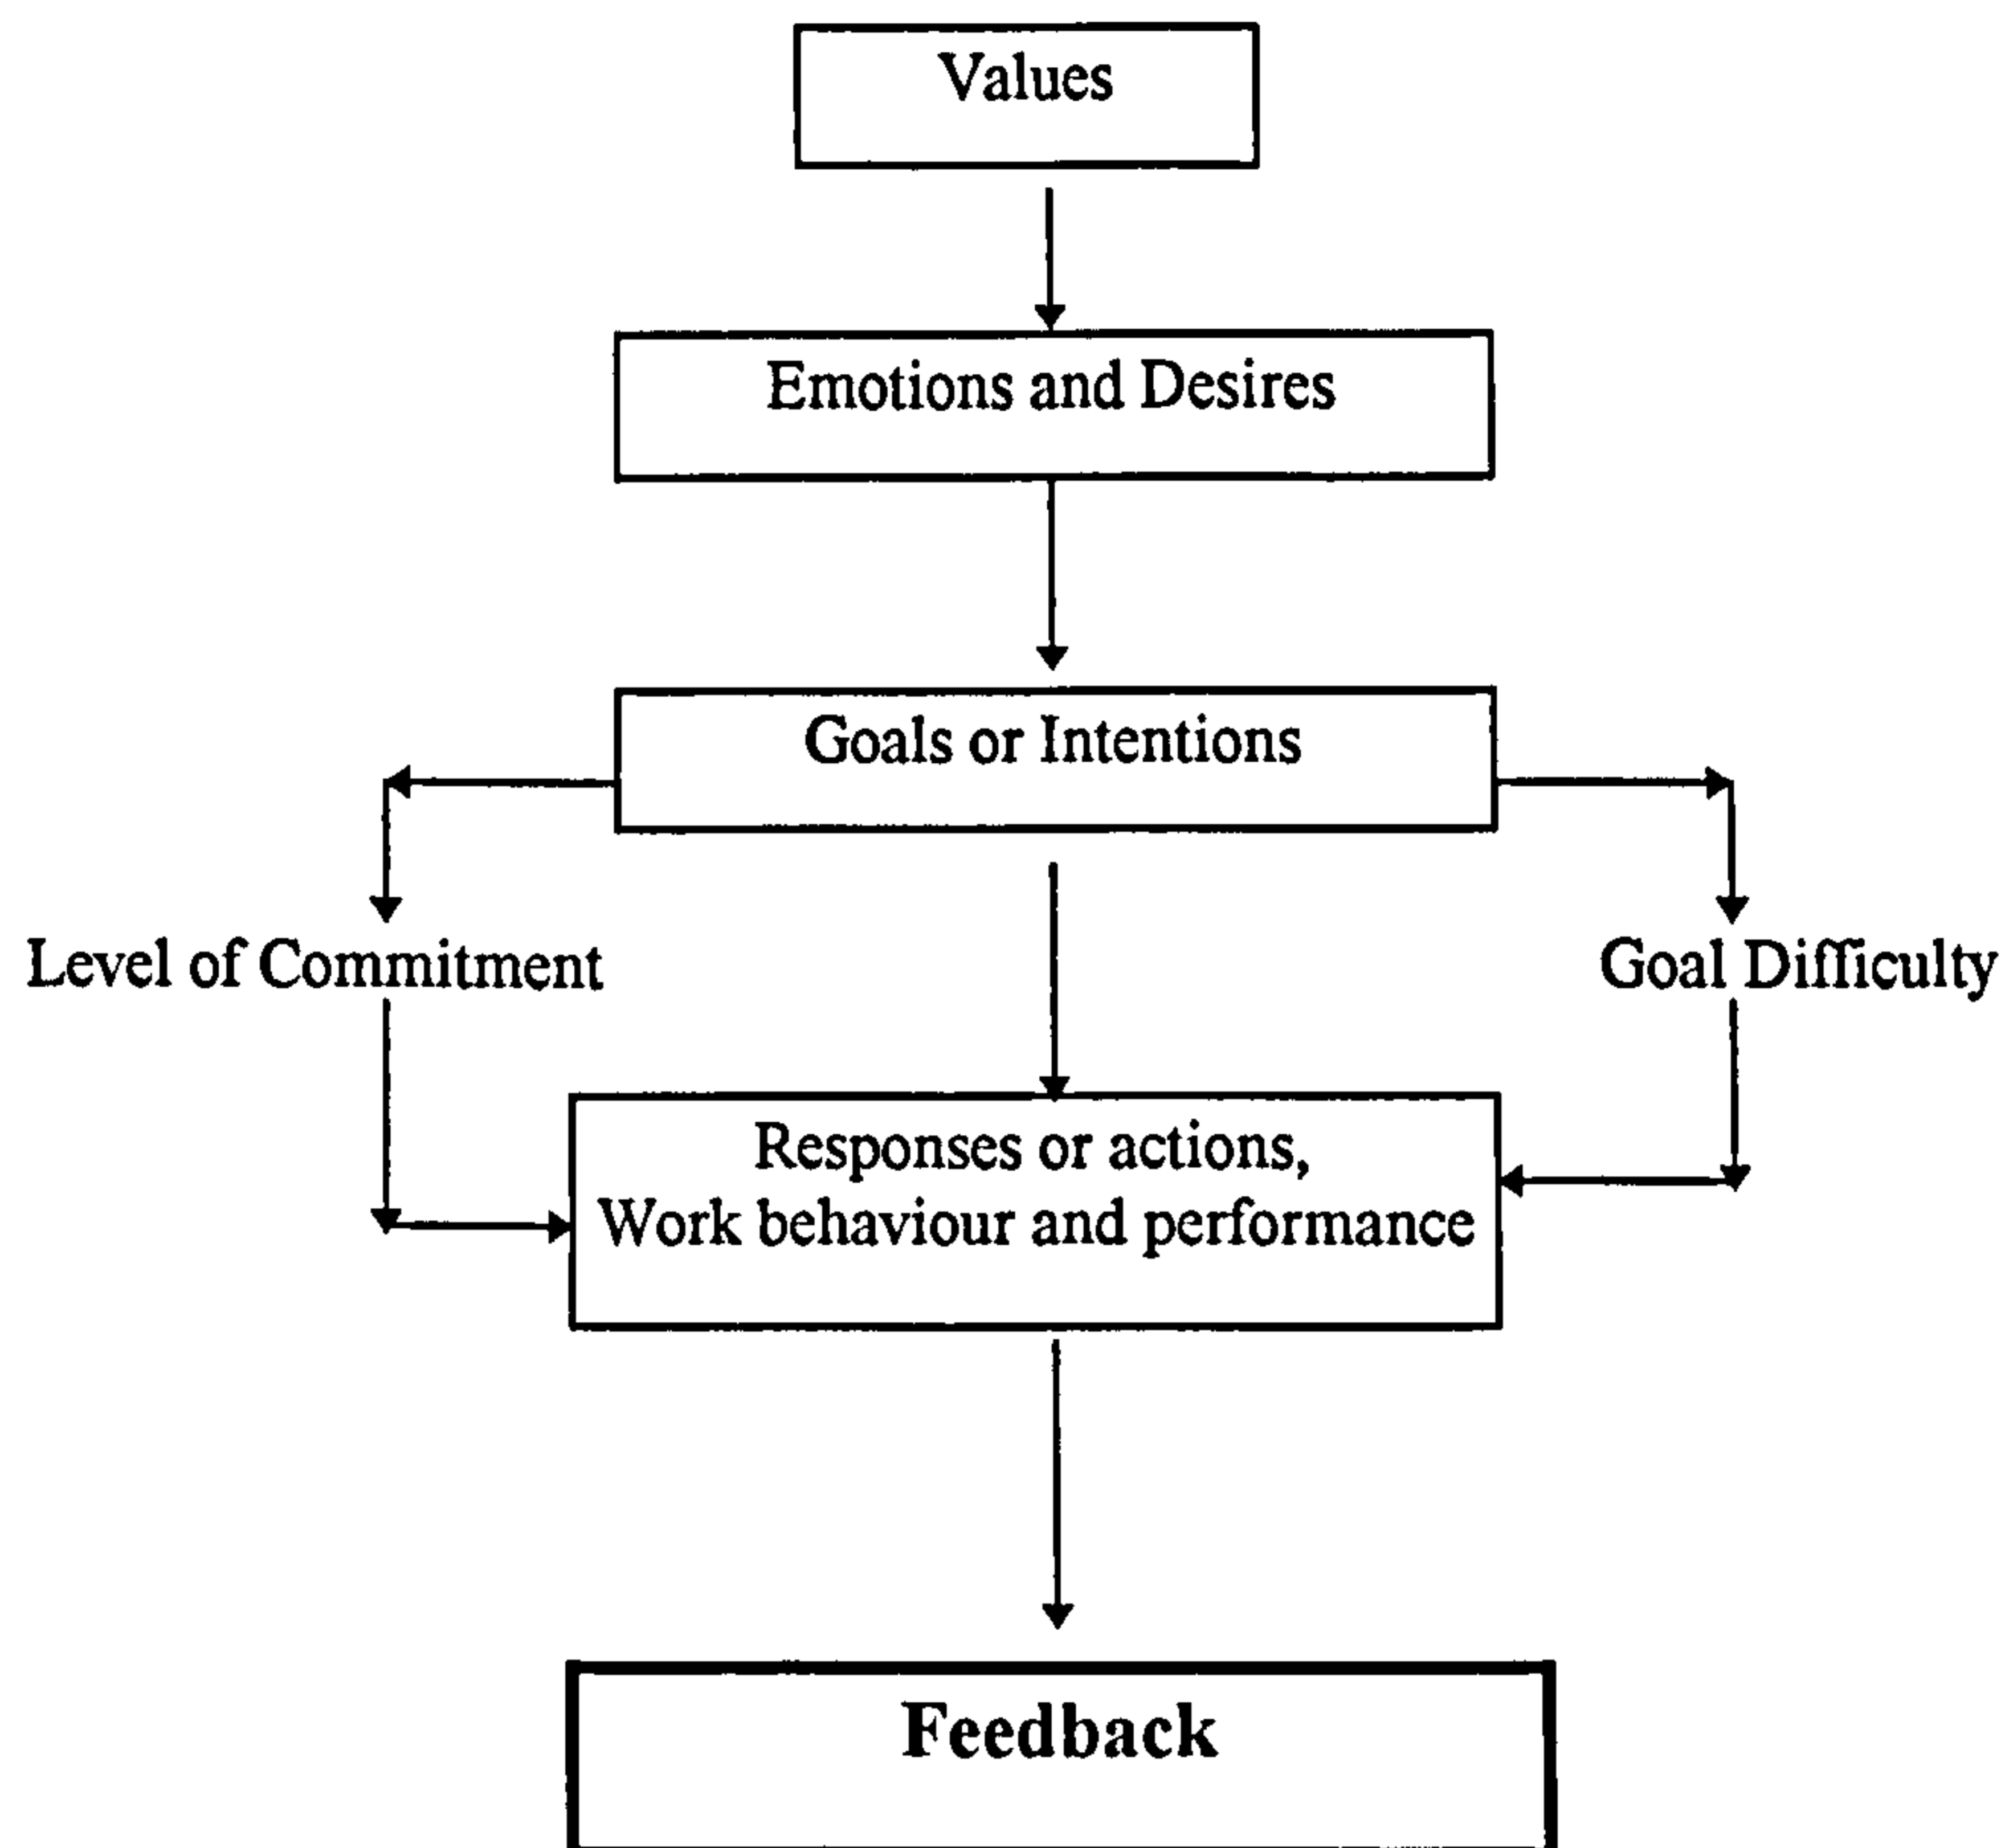 Values
Emotions and Desires
Goals or Intentions
Level of Commitment
Goal Difficulty
Responses or actions,
Work behaviour and performance
Feedback